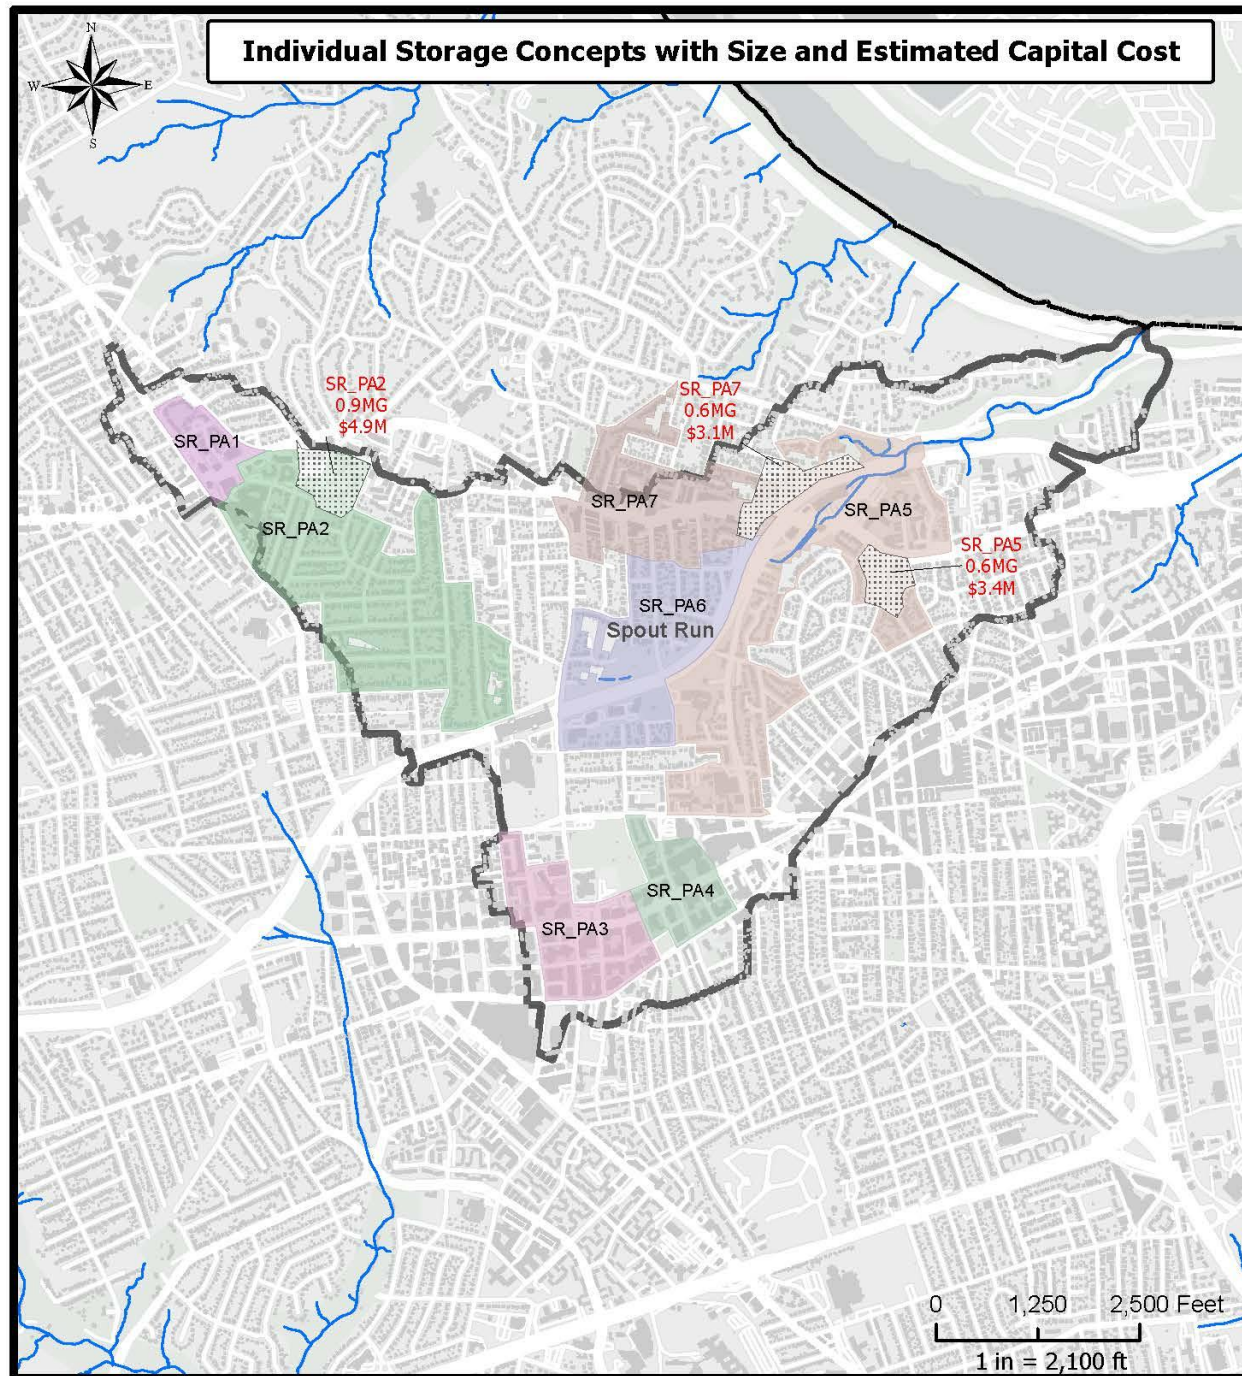 Individual Storage Concepts with Size and Estimated Capital Cost
N
W
E
S
SR_PA2
0.9MG
$4.9M
SR_PA7
0.6MG
$3.1M
SR_PA1
SR_PA2
SR_PA7
SR_PA5
SR_PA5
0.6MG
$3.4M
SR_PA6
Spout Run
SR_PA4
SR_PA3
0 1,250 2,500 Feet
1 in = 2,100 ft